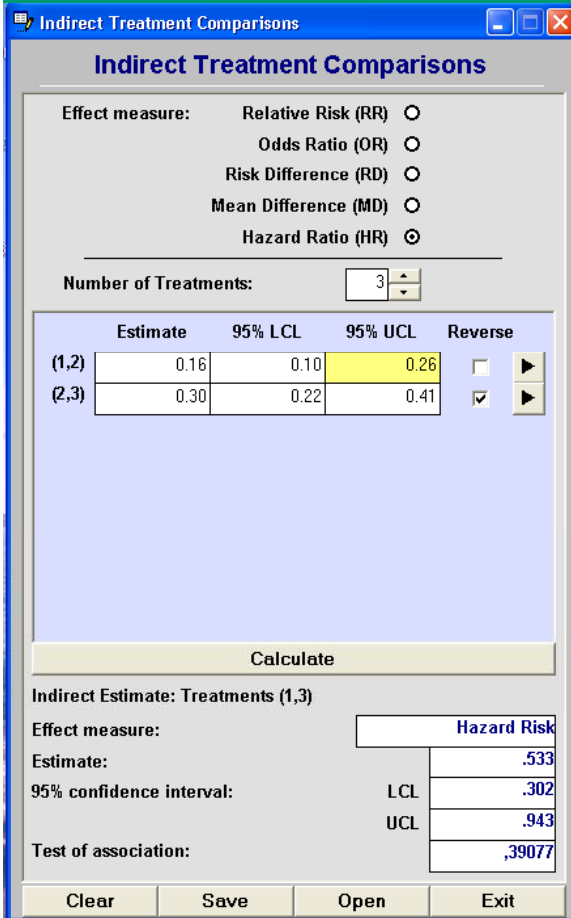 Indirect Treatment Comparisons
Indirect Treatment Comparisons
Effect measure: Relative Risk (RR)
Odds Ratio (OR)
Risk Difference (RD)
Mean Difference (MD)
Hazard Ratio (HR)
Number of Treatments: 3
Estimate 95% LCL 95% UCL Reverse
(1,2) 0.16 0.10 0.26
(2,3) 0.30 0.22 0.41
Calculate
Indirect Estimate: Treatments (1,3)
Effect measure: Hazard Risk
Estimate: .533
95% confidence interval: LCL .302
UCL .943
Test of association: ,39077
Clear Save Open Exit